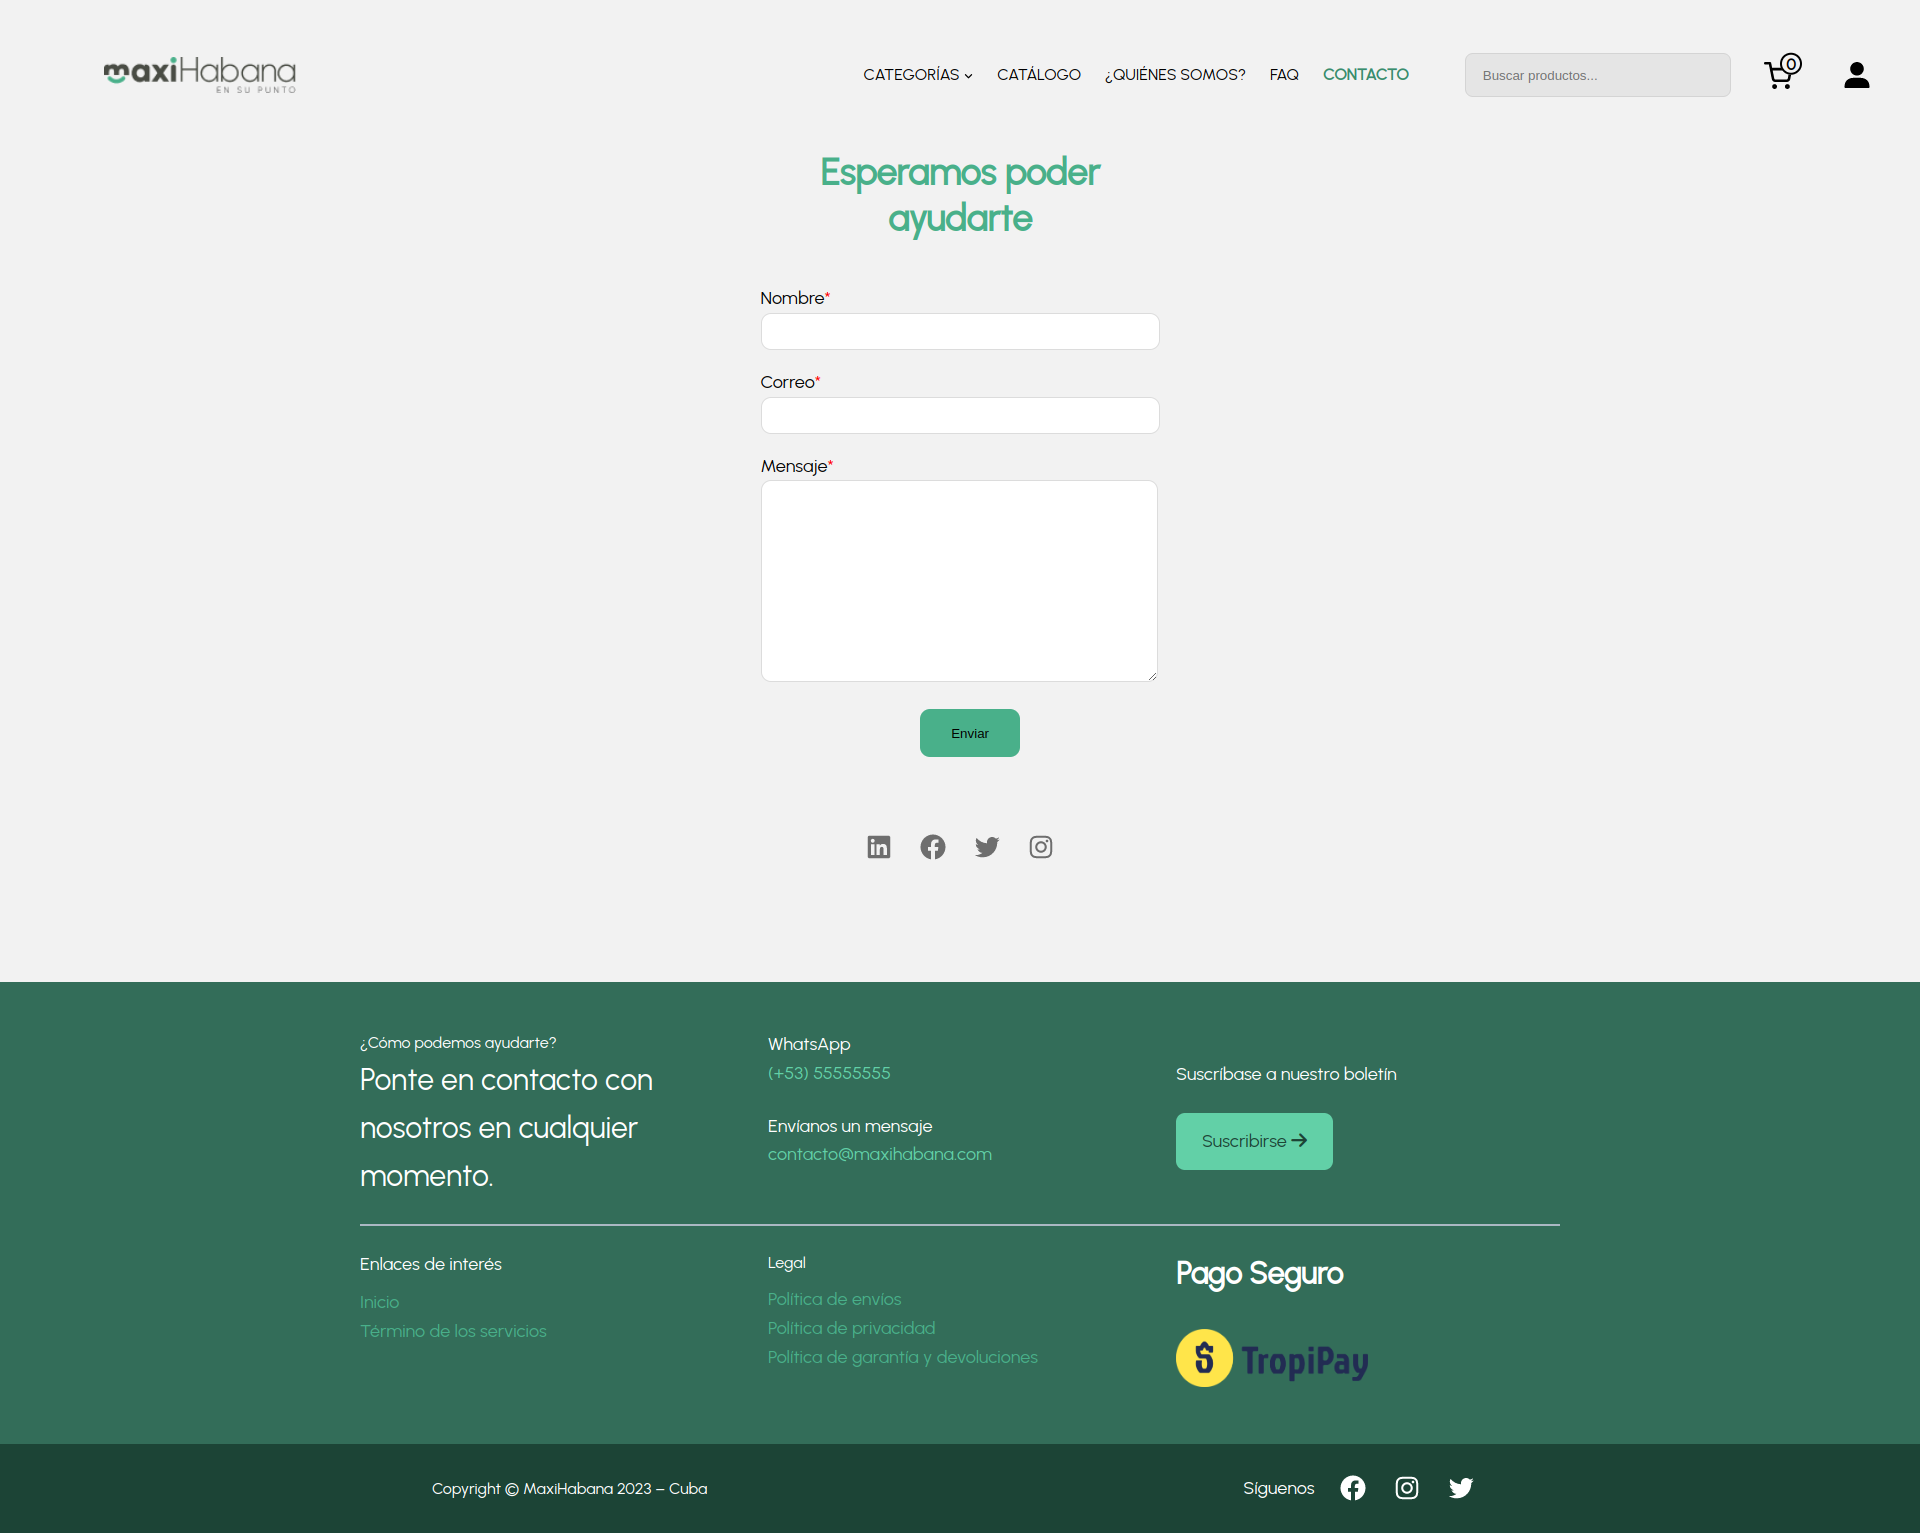 maxiHabana
EN SU PUNTO
CATEGORÍAS
CATÁLOGO
¿QUIÉNES SOMOS?
FAQ
CONTACTO
Buscar productos...
0
Esperamos poder
ayudarte
Nombre*
Correo*
Mensaje*
Enviar
¿Cómo podemos ayudarte?
Ponte en contacto con
nosotros en cualquier
momento.
WhatsApp
(+53) 55555555
Envíanos un mensaje
contacto@maxihabana.com
Suscríbase a nuestro boletín
Suscribirse →
Enlaces de interés
Inicio
Término de los servicios
Legal
Política de envíos
Política de privacidad
Política de garantía y devoluciones
Pago Seguro
TropiPay
Copyright © MaxiHabana 2023 – Cuba
Síguenos